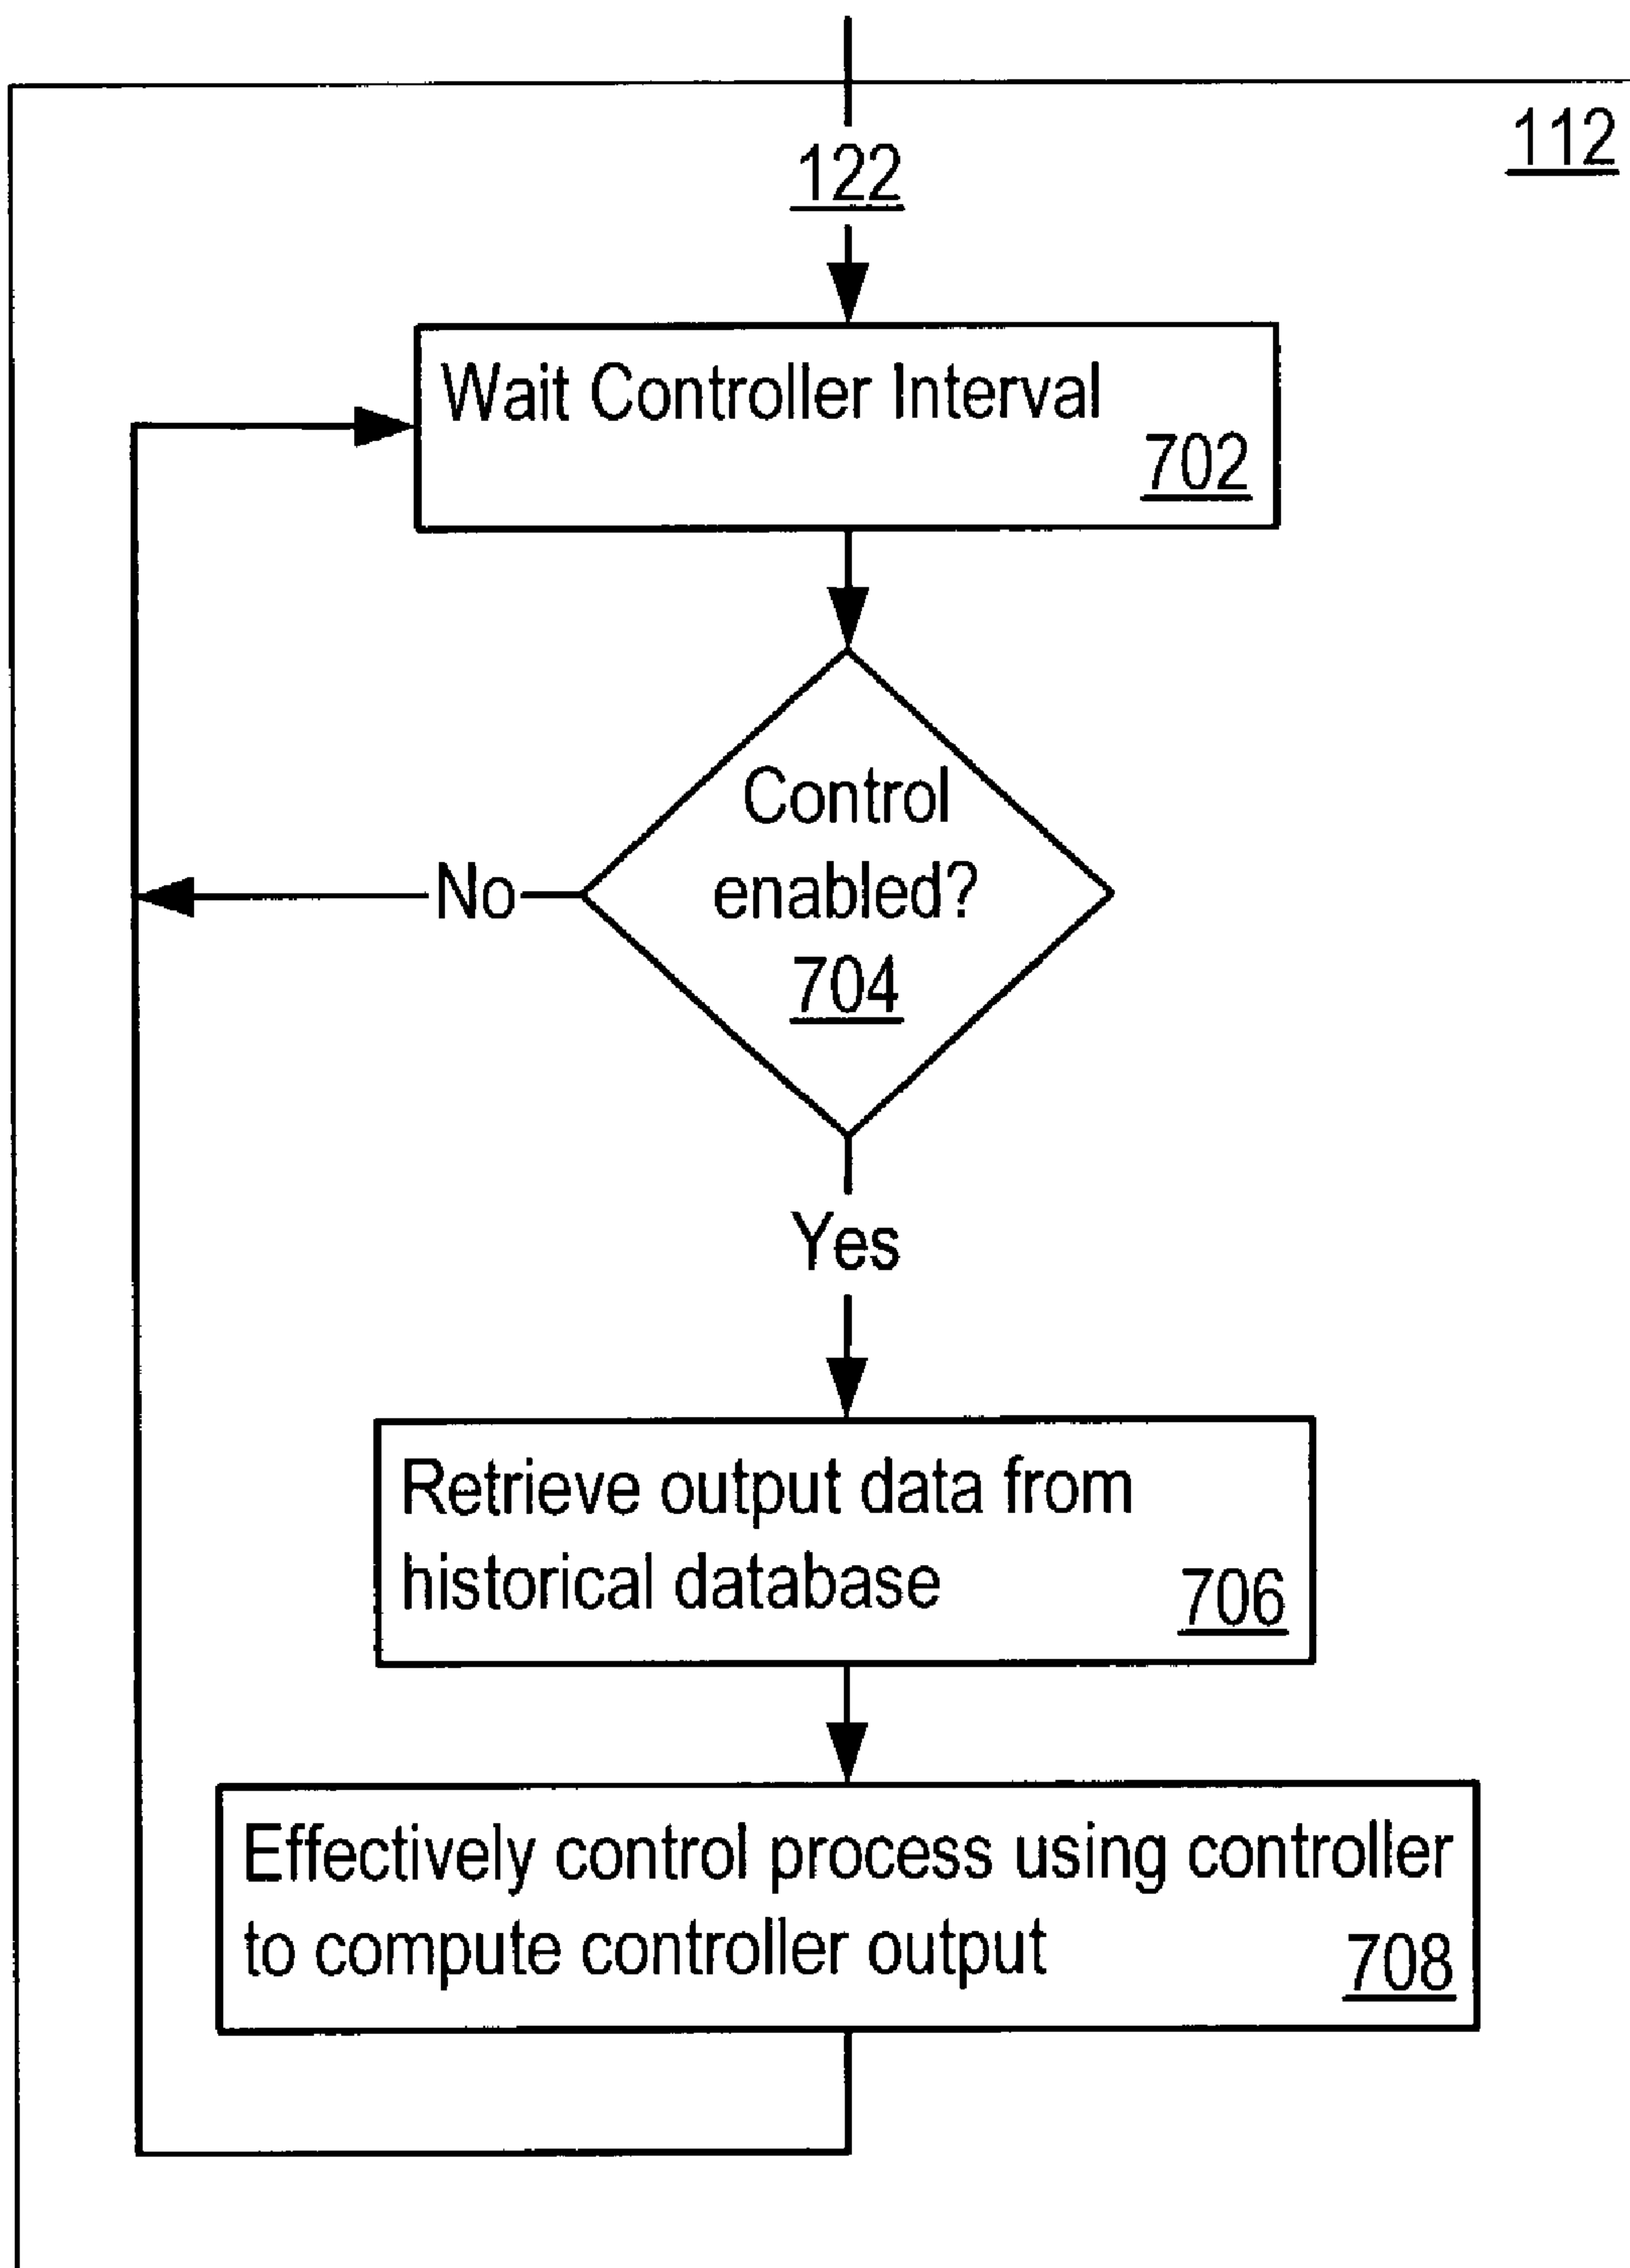 112
122
Wait Controller Interval
702
Control
enabled?
704
No
Yes
Retrieve output data from
historical database
706
Effectively control process using controller
to compute controller output
708